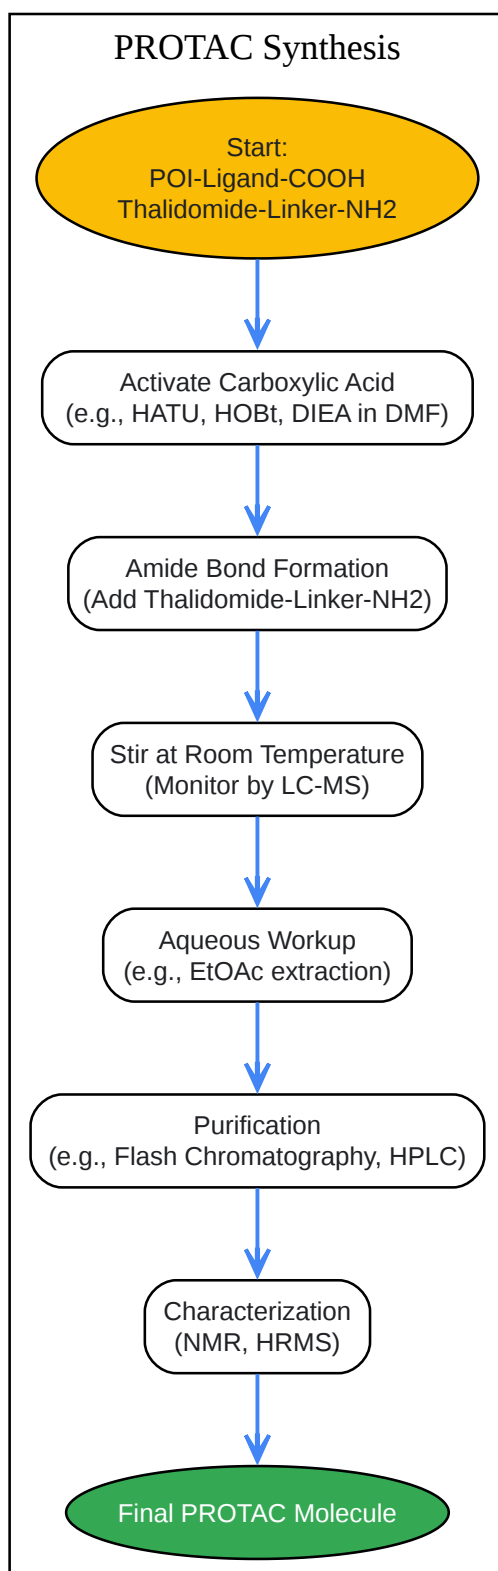 PROTAC Synthesis
Start:
POI-Ligand-COOH
Thalidomide-Linker-NH2
Activate Carboxylic Acid
(e.g., HATU, HOBt, DIEA in DMF)
Amide Bond Formation
(Add Thalidomide-Linker-NH2)
Stir at Room Temperature
(Monitor by LC-MS)
Aqueous Workup
(e.g., EtOAc extraction)
Purification
(e.g., Flash Chromatography, HPLC)
Characterization
(NMR, HRMS)
Final PROTAC Molecule